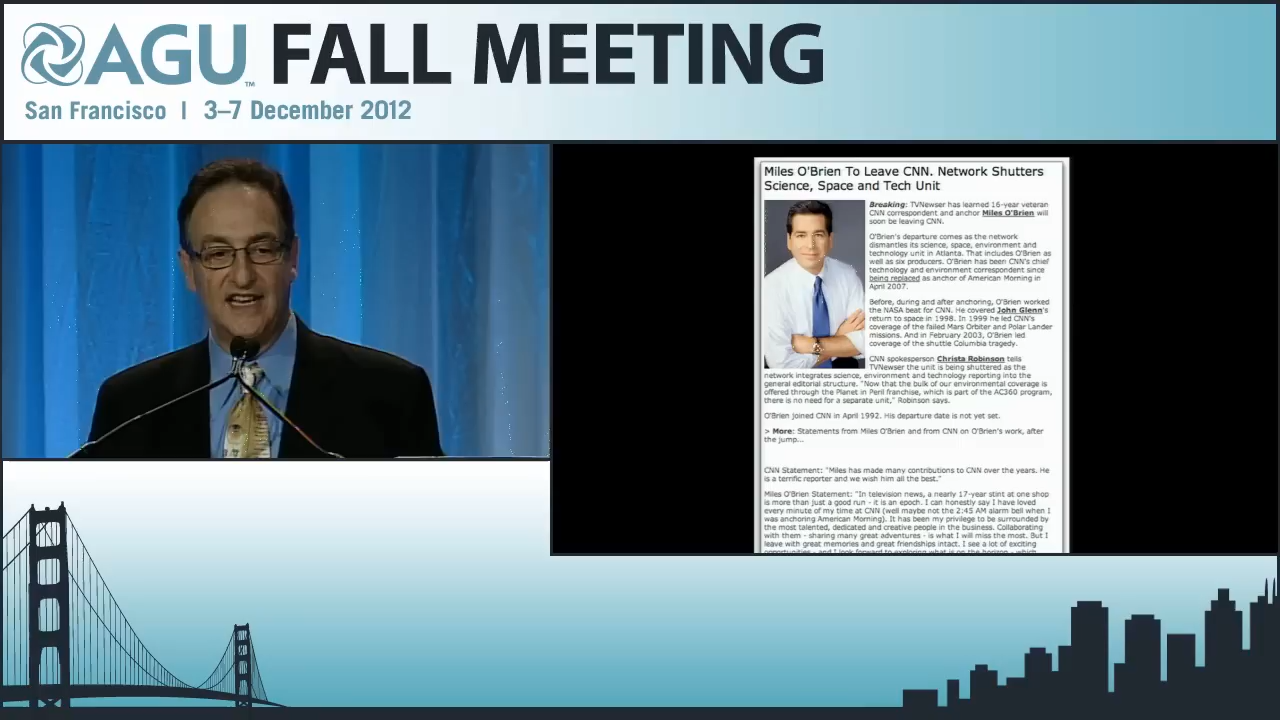 AGU™ FALL MEETING
San Francisco | 3–7 December 2012
Miles O'Brien To Leave CNN. Network Shutters
Science, Space and Tech Unit
Breaking: TVNewser has learned 16-year veteran
CNN correspondent and anchor Miles O'Brien will
soon be leaving CNN.
O'Brien's departure comes as the network
dismantles its science, space, environment and
technology unit in Atlanta. That includes O'Brien as
well as six producers. O'Brien has been CNN's chief
technology and environment correspondent since
being replaced as anchor of American Morning in
April 2007.
Before, during and after anchoring, O'Brien worked
the NASA beat for CNN. He covered John Glenn's
return to space in 1998. In 1999 he led CNN's
coverage of the failed Mars Orbiter and Polar Lander
missions. And in February 2003, O'Brien led
coverage of the shuttle Columbia tragedy.
CNN spokesperson Christa Robinson tells
TVNewser the unit is being shuttered as the
network integrates science, environment and technology reporting into the
general editorial structure. "Now that the bulk of our environmental coverage is
offered through the Planet in Peril franchise, which is part of the AC360 program,
there is no need for a separate unit," Robinson says.
O'Brien joined CNN in April 1992. His departure date is not yet set.
> More: Statements from Miles O'Brien and from CNN on O'Brien's work, after
the jump...
CNN Statement: "Miles has made many contributions to CNN over the years. He
is a terrific reporter and we wish him all the best."
Miles O'Brien Statement: "In television news, a nearly 17-year stint at one shop
is more than just a good run - it is an epoch. I can honestly say I have loved
every minute of my time at CNN (well maybe not the 2:45 AM alarm bell when I
was anchoring American Morning). It has been my privilege to be surrounded by
the most talented, dedicated and creative people in the business. Collaborating
with them - sharing many great adventures - is what I will miss the most. But I
leave with great memories and great friendships intact. I see a lot of exciting
opportunities - and I look forward to exploring what is on the horizon - which